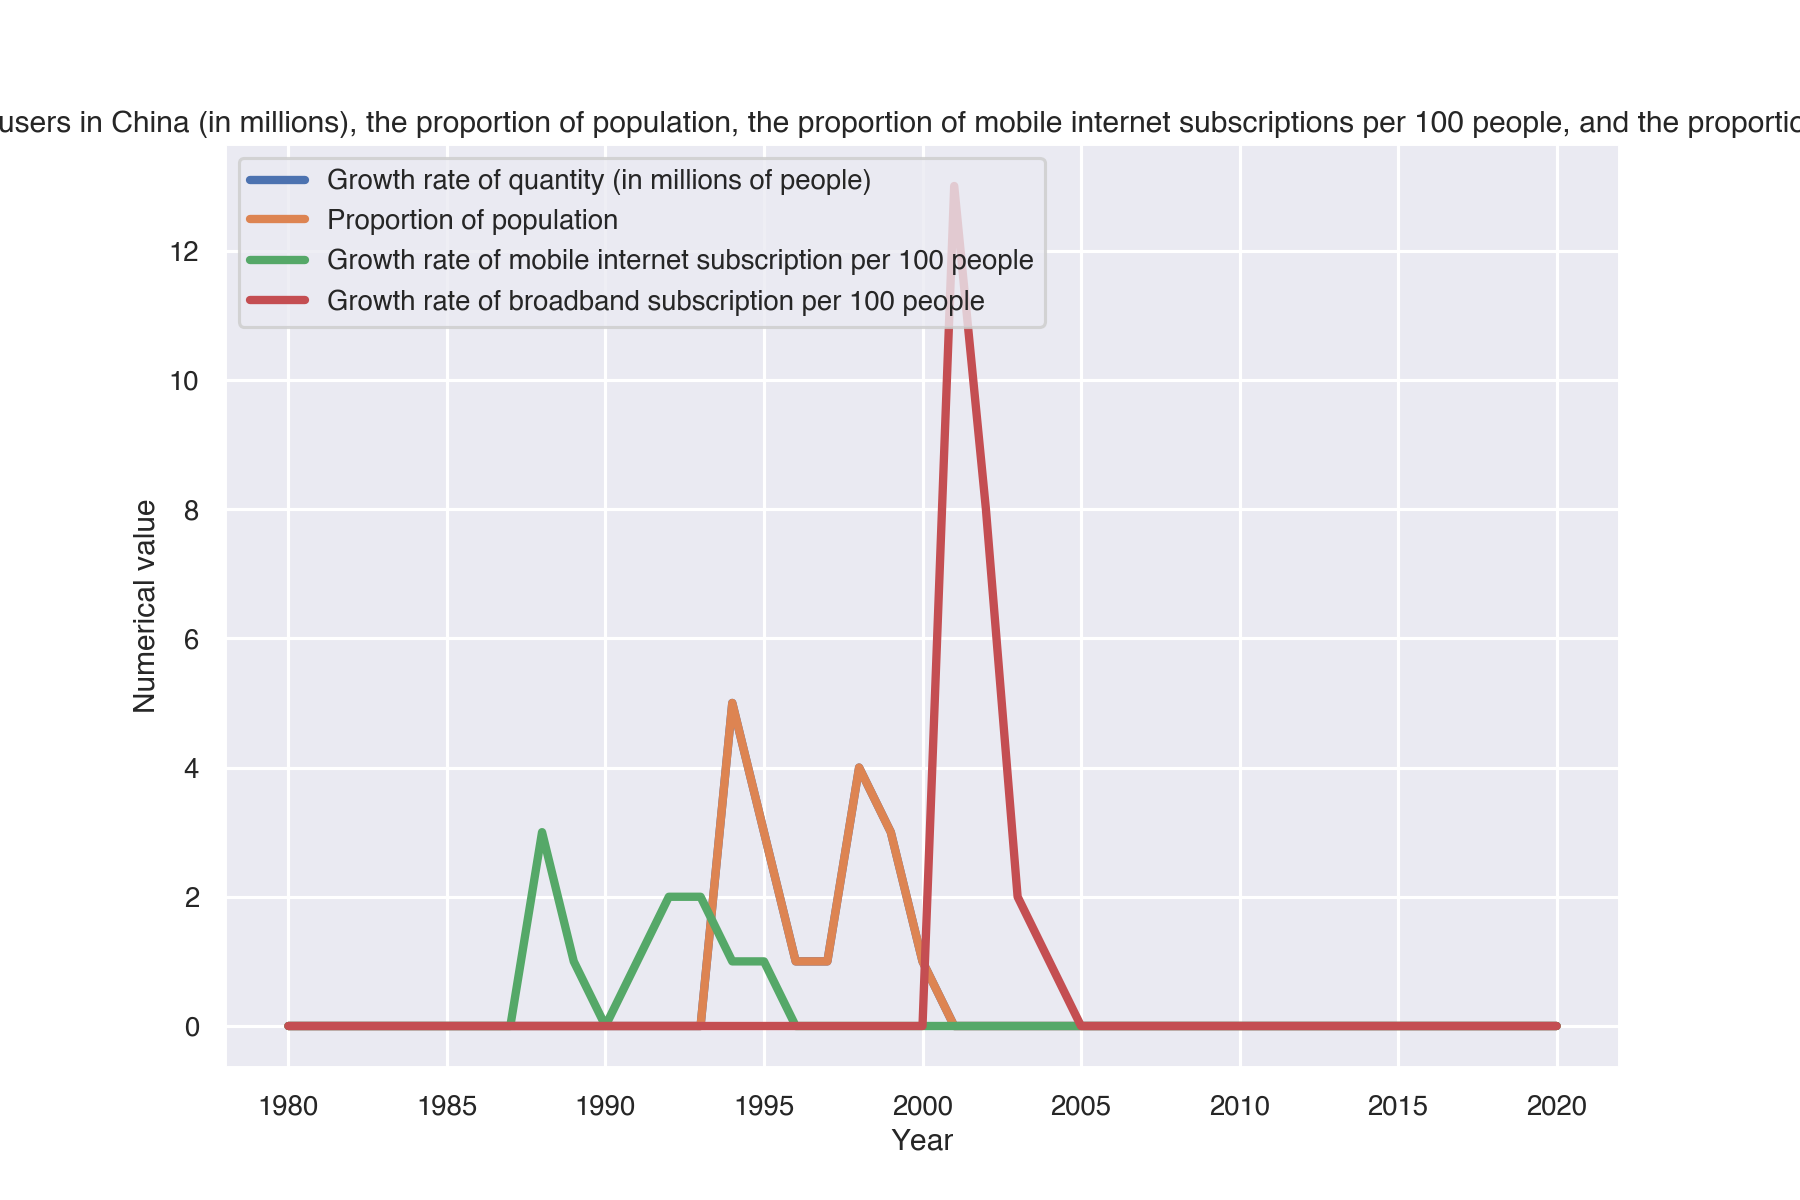 users in China (in millions), the proportion of population, the proportion of mobile internet subscriptions per 100 people, and the
Growth rate of quantity (in millions of people)
Proportion of population
Growth rate of mobile internet subscription per 100 people
Growth rate of broadband subscription per 100 people
12
10
8
6
4
2
0
Numerical value
1980 1985 1990 1995 2000 2005 2010 2015 2020
Year